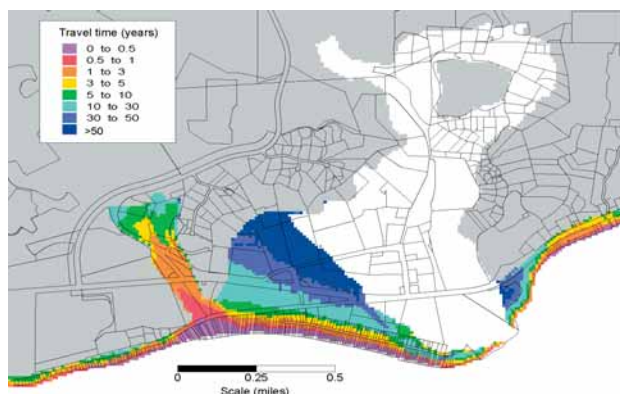 Travel time (years)
0 to 0.5
0.5 to 1
1 to 3
3 to 5
5 to 10
10 to 30
30 to 50
>50
0 0.25 0.5
Scale (miles)